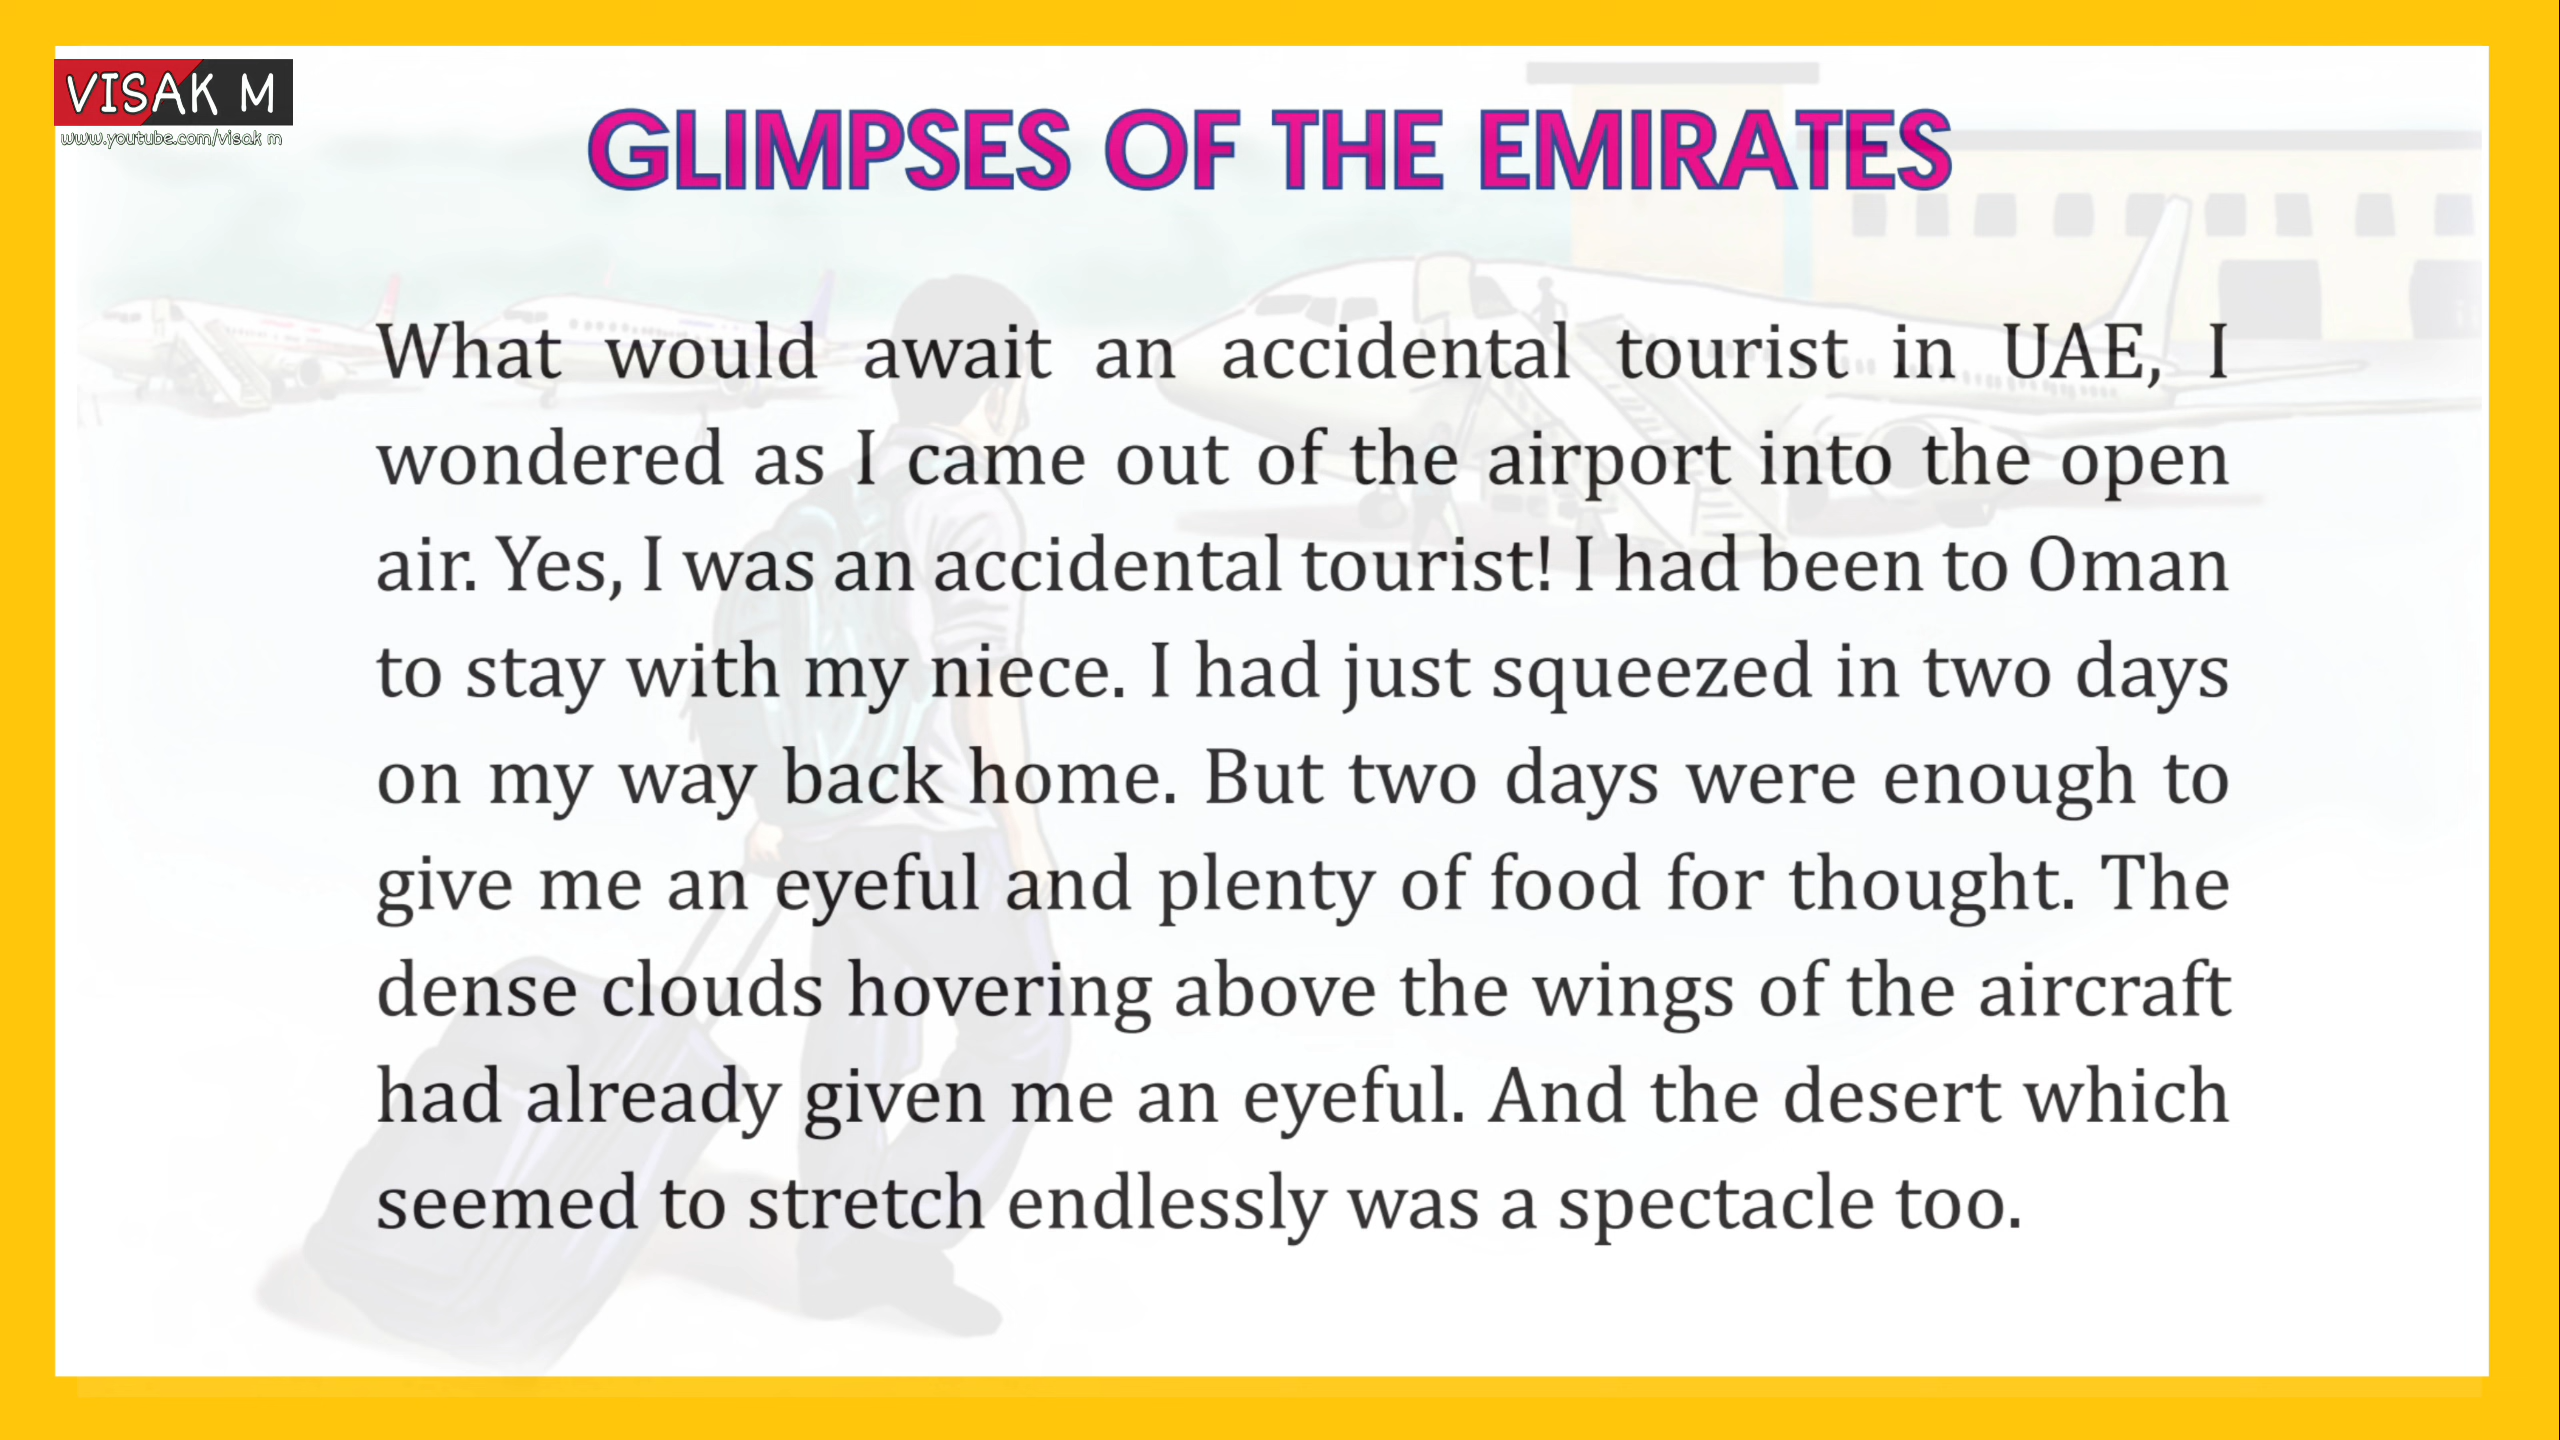 VISAK M
www.youtube.com/visak m
GLIMPSES OF THE EMIRATES
What would await an accidental tourist in UAE, I
wondered as I came out of the airport into the open
air. Yes, I was an accidental tourist! I had been to Oman
to stay with my niece. I had just squeezed in two days
on my way back home. But two days were enough to
give me an eyeful and plenty of food for thought. The
dense clouds hovering above the wings of the aircraft
had already given me an eyeful. And the desert which
seemed to stretch endlessly was a spectacle too.